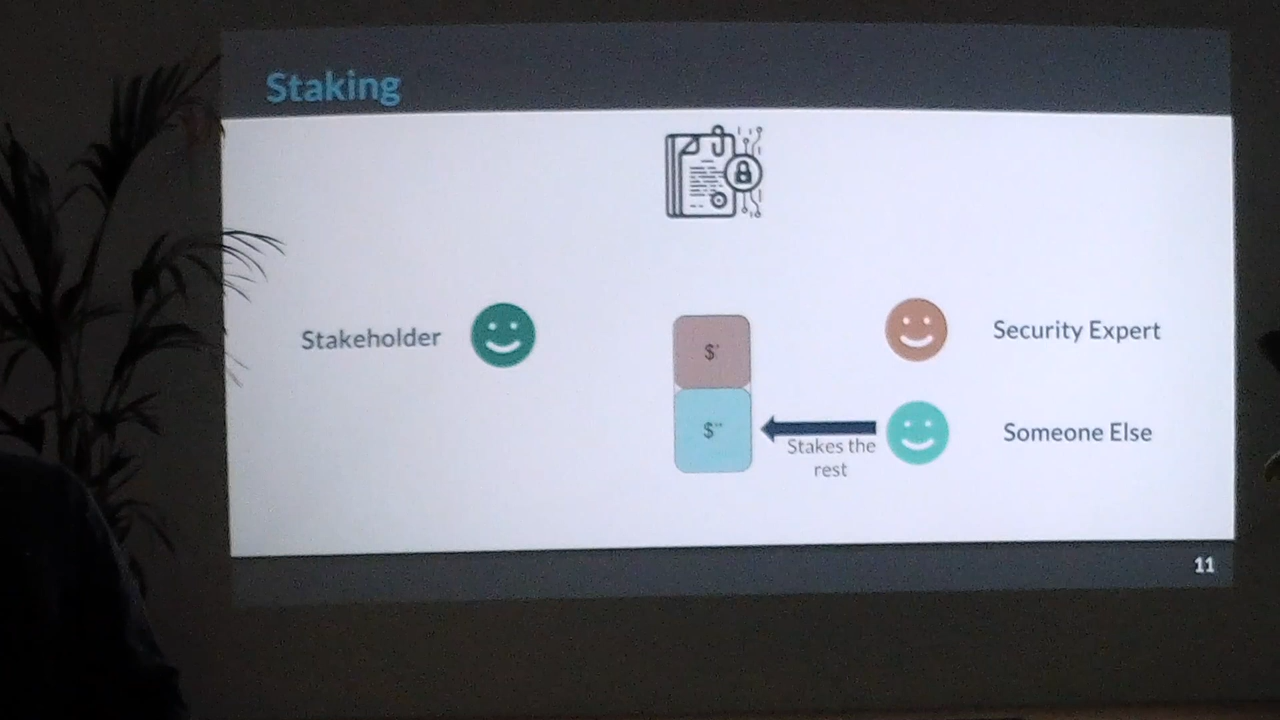 Staking
Stakeholder
$'
Security Expert
$''
Stakes the
rest
Someone Else
11